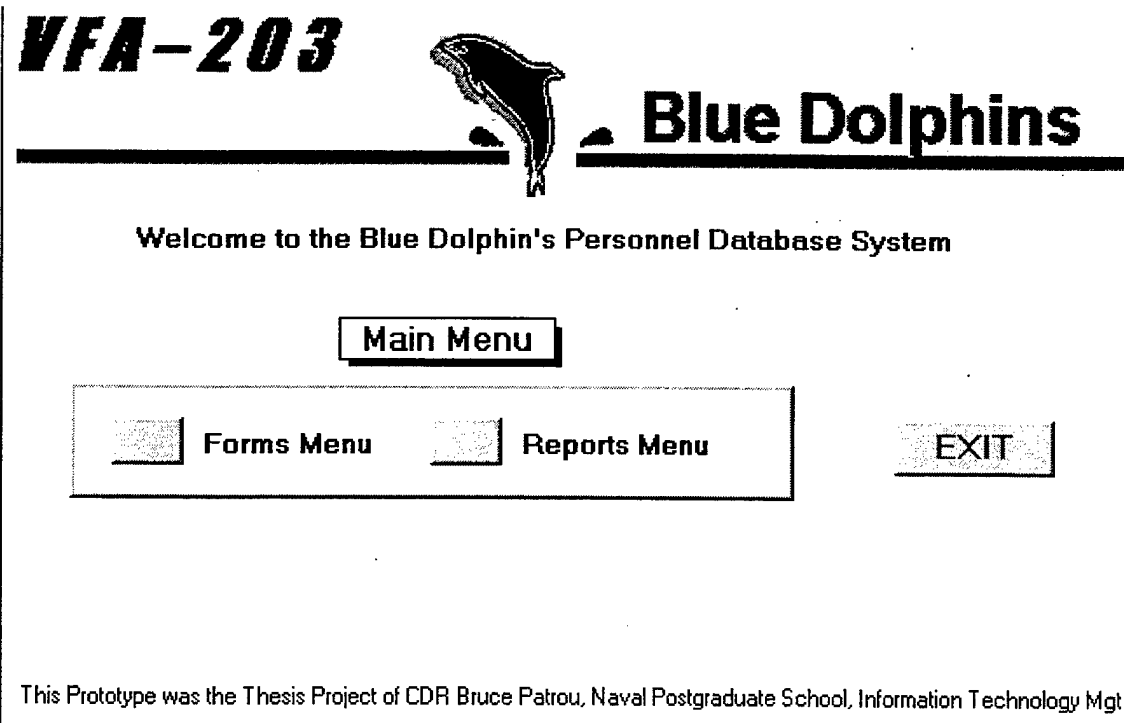 VFA-203
Blue Dolphins
Welcome to the Blue Dolphin's Personnel Database System
Main Menu
Forms Menu
Reports Menu
EXIT
This Prototype was the Thesis Project of CDR Bruce Patrou, Naval Postgraduate School, Information Technology Mgt